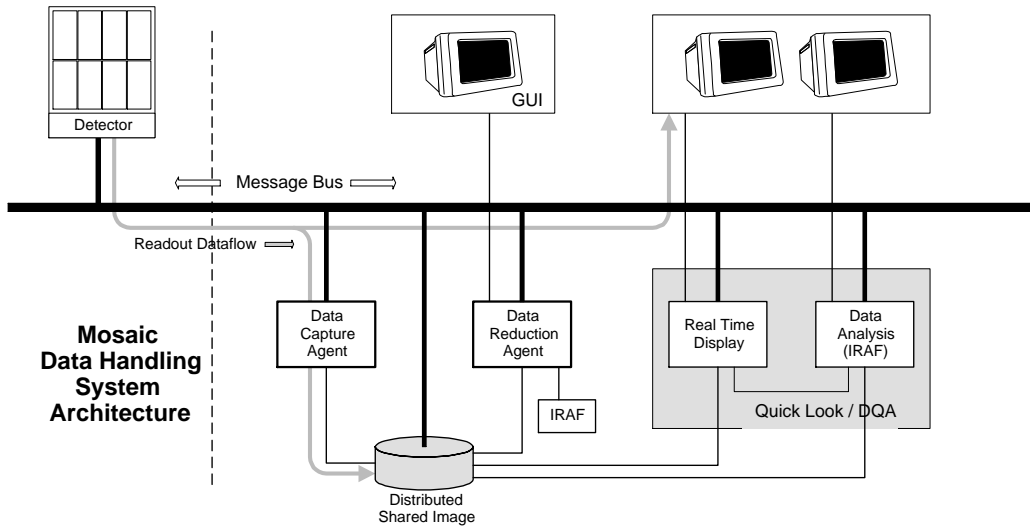 GUI
Detector
Message Bus
Readout Dataflow
Data
Capture
Agent
Data
Reduction
Agent
Real Time
Display
Data
Analysis
(IRAF)
Mosaic
Data Handling
System
Architecture
IRAF
Quick Look / DQA
Distributed
Shared Image